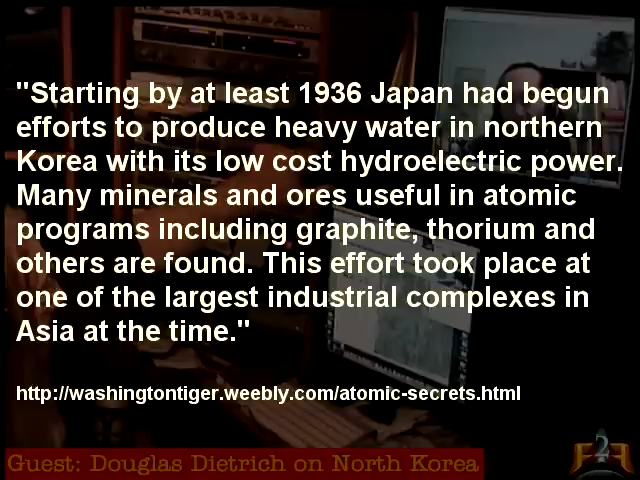 "Starting by at least 1936 Japan had begun
efforts to produce heavy water in northern
Korea with its low cost hydroelectric power.
Many minerals and ores useful in atomic
programs including graphite, thorium and
others are found. This effort took place at
one of the largest industrial complexes in
Asia at the time."
http://washingtontiger.weebly.com/atomic-secrets.html
Guest: Douglas Dietrich on North Korea
F2F